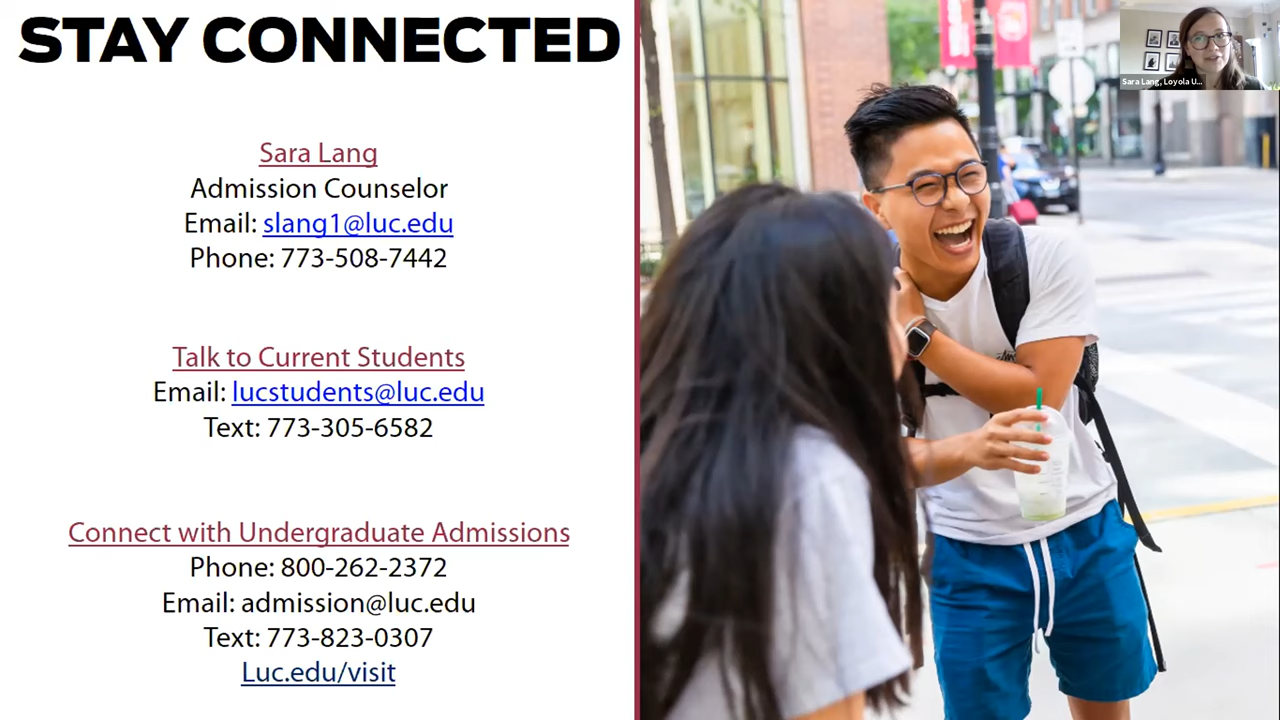 STAY CONNECTED
Sara Lang
Admission Counselor
Email: slang1@luc.edu
Phone: 773-508-7442
Talk to Current Students
Email: lucstudents@luc.edu
Text: 773-305-6582
Connect with Undergraduate Admissions
Phone: 800-262-2372
Email: admission@luc.edu
Text: 773-823-0307
Luc.edu/visit
Sara Lang, Loyola U...